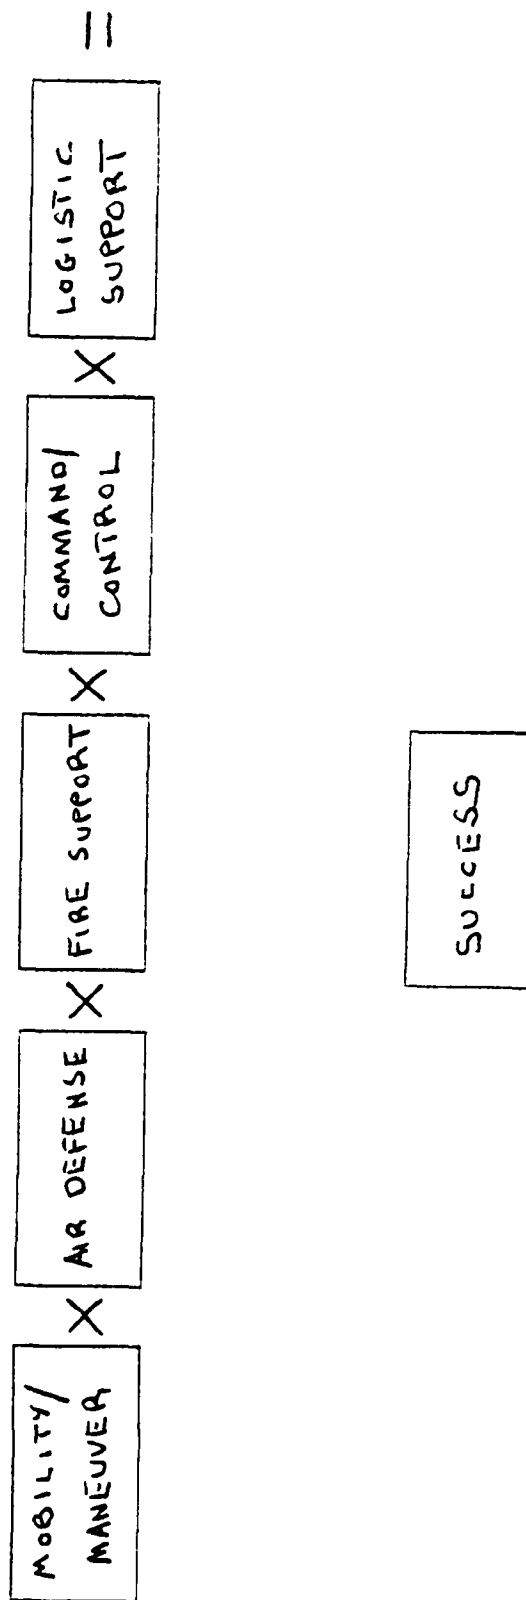 MOBILITY/
MANEUVER
X
AIR DEFENSE
X
FIRE SUPPORT
X
COMMAND/
CONTROL
X
LOGISTIC
SUPPORT
=
SUCCESS